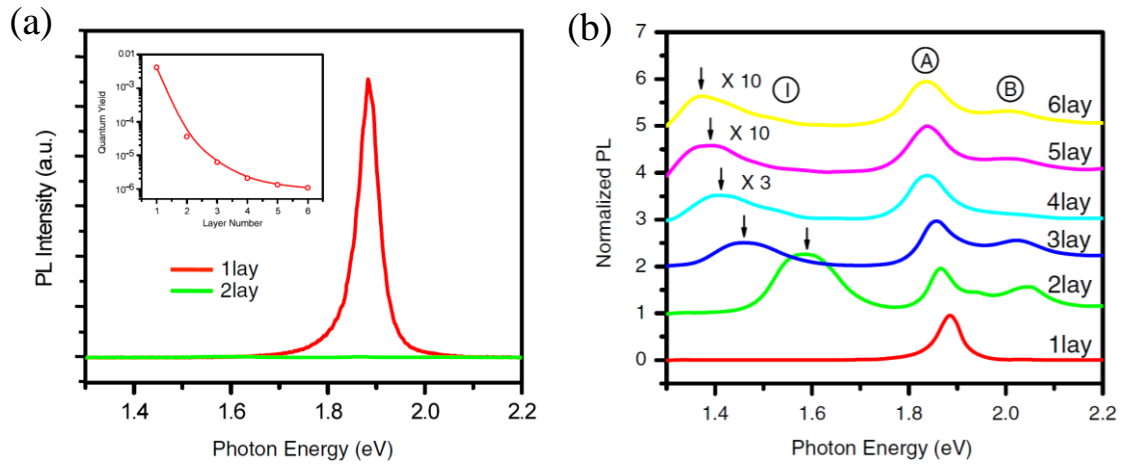 (a)
PL Intensity (a.u.)
0.01
10⁻³
10⁻⁴
10⁻⁵
10⁻⁶
Quantum Yield
1 2 3 4 5 6
Layer Number
1lay
2lay
1.4 1.6 1.8 2.0 2.2
Photon Energy (eV)
(b)
Normalized PL
7
6
5
4
3
2
1
0
I
A
B
X 10
X 10
X 3
6lay
5lay
4lay
3lay
2lay
1lay
1.4 1.6 1.8 2.0 2.2
Photon Energy (eV)